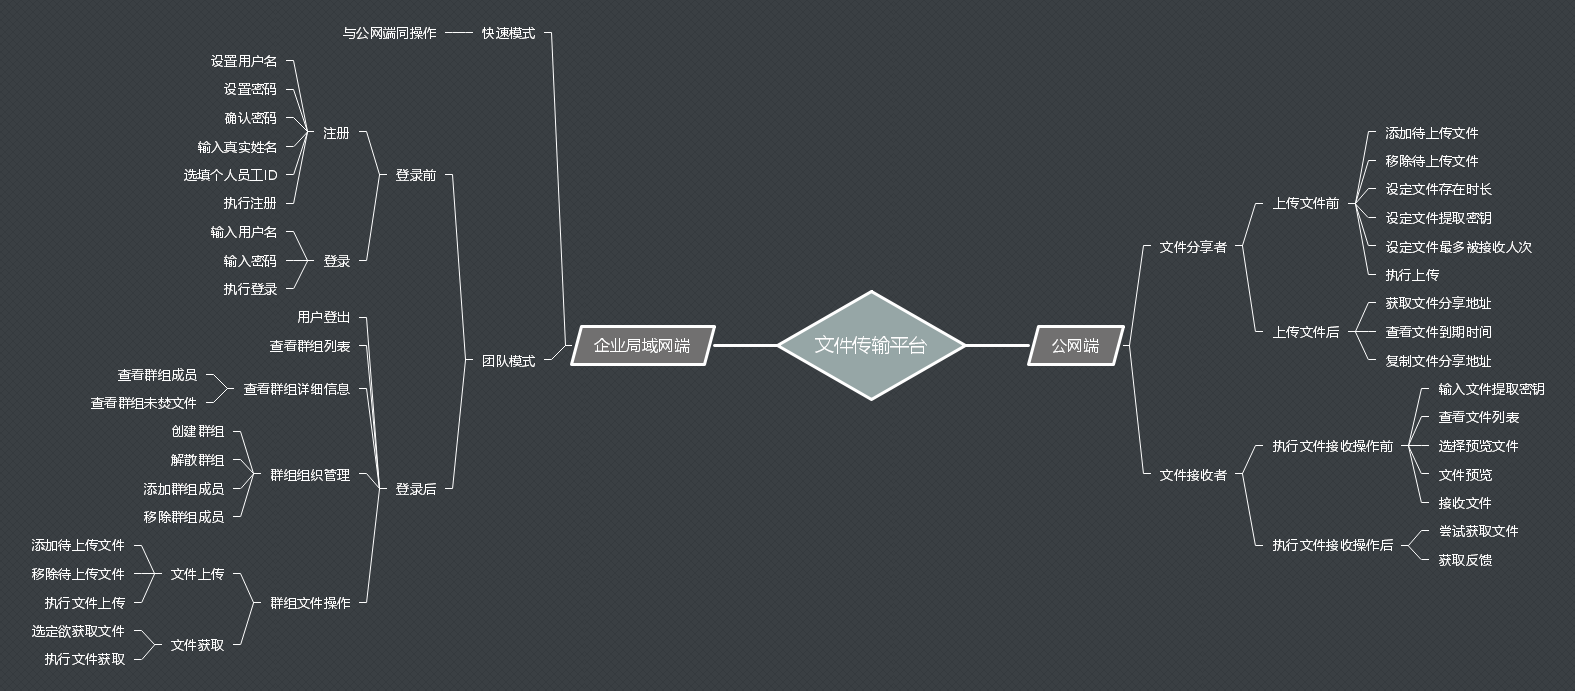 文件传输平台
企业局域网端
快速模式
与公网端同操作
团队模式
登录前
注册
设置用户名
设置密码
确认密码
输入真实姓名
选填个人员工ID
执行注册
登录
输入用户名
输入密码
执行登录
登录后
用户登出
查看群组列表
查看群组详细信息
查看群组成员
查看群组未焚文件
群组组织管理
创建群组
解散群组
添加群组成员
移除群组成员
群组文件操作
文件上传
添加待上传文件
移除待上传文件
执行文件上传
文件获取
选定欲获取文件
执行文件获取
公网端
文件分享者
上传文件前
添加待上传文件
移除待上传文件
设定文件存在时长
设定文件提取密钥
设定文件最多被接收人次
执行上传
上传文件后
获取文件分享地址
查看文件到期时间
复制文件分享地址
文件接收者
执行文件接收操作前
输入文件提取密钥
查看文件列表
选择预览文件
文件预览
接收文件
执行文件接收操作后
尝试获取文件
获取反馈